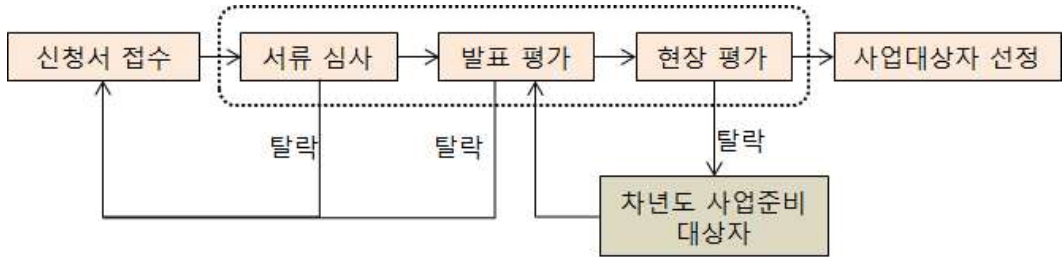 신청서 접수
서류 심사
발표 평가
현장 평가
사업대상자 선정
탈락
탈락
탈락
차년도 사업준비
대상자